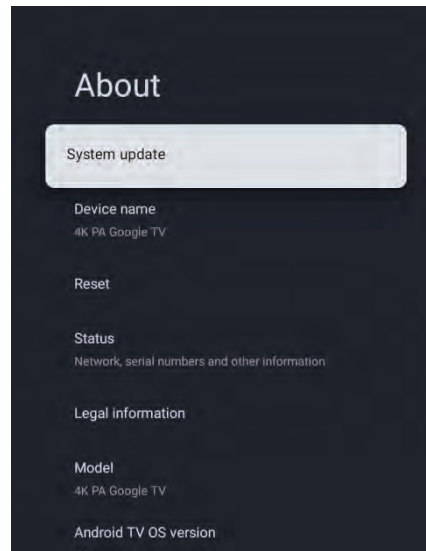 About
System update
Device name
4K PA Google TV
Reset
Status
Network, serial numbers and other information
Legal information
Model
4K PA Google TV
Android TV OS version